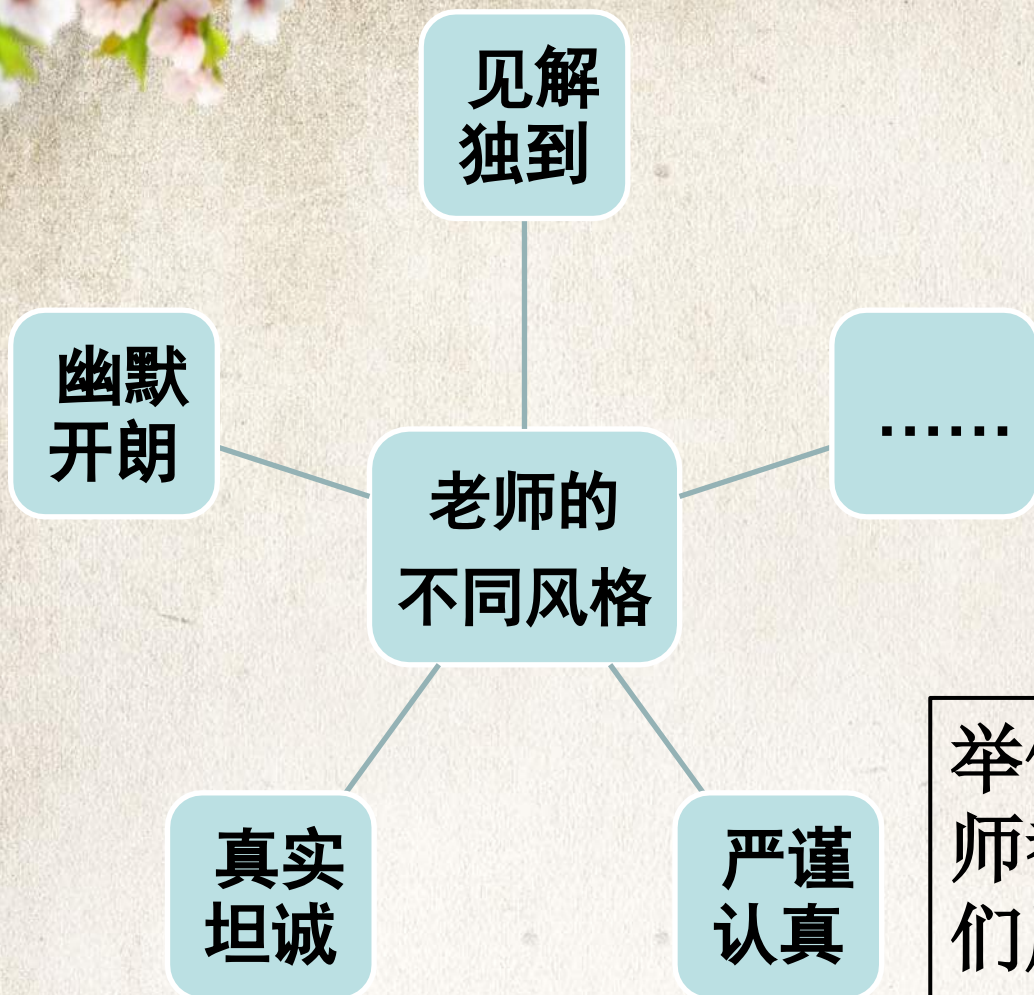 见解
独到
幽默
开朗
……
老师的
不同风格
真实
坦诚
严谨
认真
举
师
们